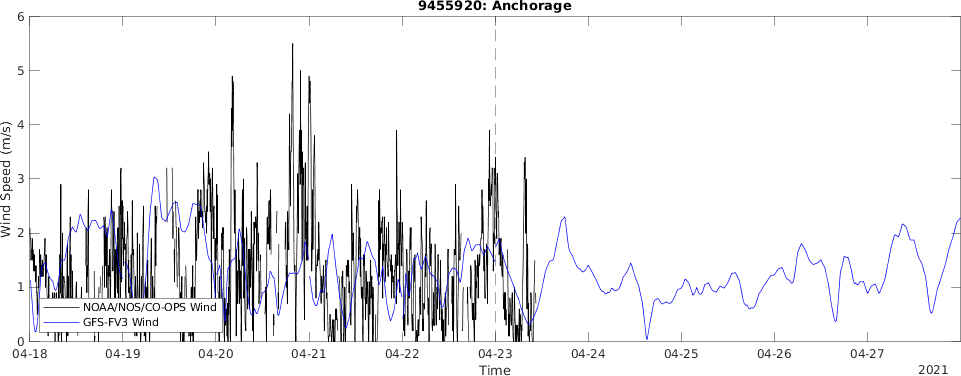 9455920: Anchorage
6
5
4
3
2
1
0
Wind Speed (m/s)
NOAA/NOS/CO-OPS Wind
GFS-FV3 Wind
04-18 04-19 04-20 04-21 04-22 04-23 04-24 04-25 04-26 04-27
Time
2021